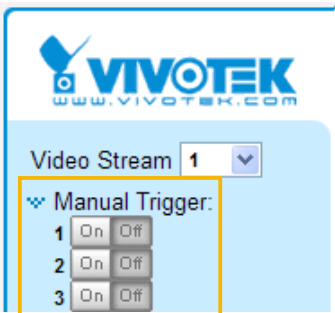 VIVOTEK
www.vivotek.com
Video Stream 1
Manual Trigger:
1 On Off
2 On Off
3 On Off